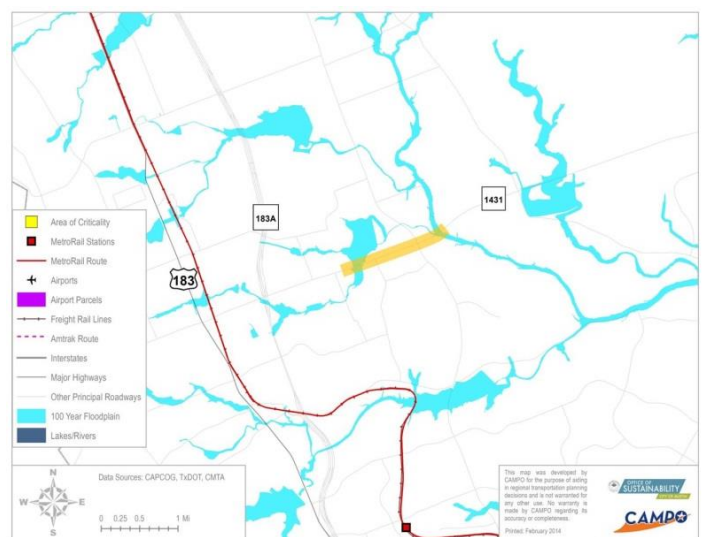 1431
183A
183
Area of Criticality
MetroRail Stations
MetroRail Route
Airports
Airport Parcels
Freight Rail Lines
Amtrak Route
Interstates
Major Highways
Other Principal Roadways
100 Year Floodplain
Lakes/Rivers
N
W E
S
Data Sources: CAPCOG, TxDOT, CMTA
0 0.25 0.5 1 Mi
This map was developed by
CAMPO for the purpose of aiding
in regional transportation planning
decisions and is not warranted for
any other use. No warranty is
made by CAMPO regarding its
accuracy or completeness.
Printed: February 2014
OFFICE OF
SUSTAINABILITY
CAMPO